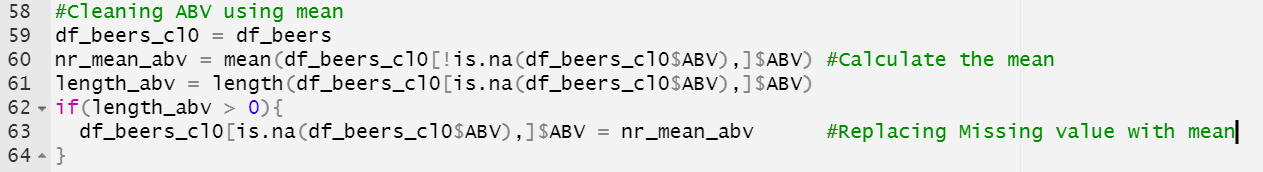 58 #Cleaning ABV using mean
59 df_beers_cl0 = df_beers
60 nr_mean_abv = mean(df_beers_cl0[!is.na(df_beers_cl0$ABV),]$ABV) #Calculate the mean
61 length_abv = length(df_beers_cl0[is.na(df_beers_cl0$ABV),]$ABV)
62 if(length_abv > 0){
63   df_beers_cl0[is.na(df_beers_cl0$ABV),]$ABV = nr_mean_abv      #Replacing Missing value with mean
64 }